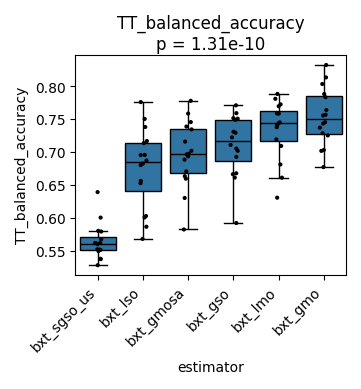 TT_balanced_accuracy
p = 1.31e-10
TT_balanced_accuracy
0.80
0.75
0.70
0.65
0.60
0.55
bxt_sgso_us
bxt_lso
bxt_gmosa
bxt_gso
bxt_lmo
bxt_gmo
estimator